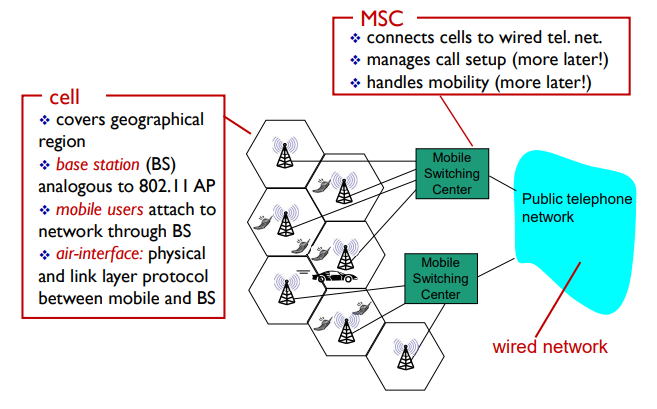 MSC
❖ connects cells to wired tel. net.
❖ manages call setup (more later!)
❖ handles mobility (more later!)
cell
❖ covers geographical
region
❖ base station (BS)
analogous to 802.11 AP
❖ mobile users attach to
network through BS
❖ air-interface: physical
and link layer protocol
between mobile and BS
Mobile
Switching
Center
Public telephone
network
Mobile
Switching
Center
wired network